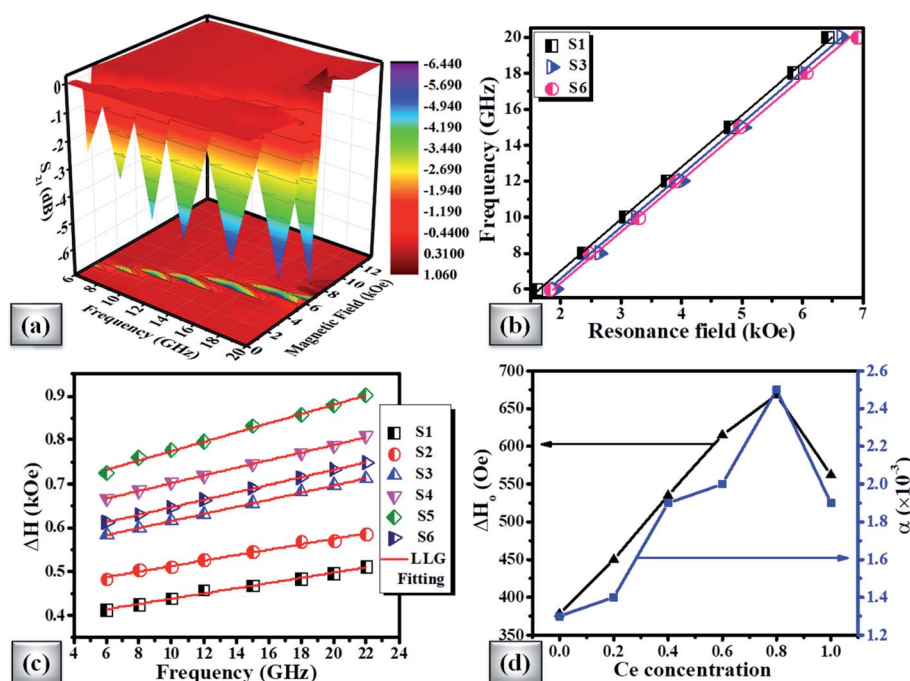 -6.440
-5.690
-4.940
-4.190
-3.440
-2.690
-1.940
-1.190
-0.4400
0.3100
1.060
0
-1
-2
-3
-4
-5
-6
S₂₁ (dB)
6 8 10 12 14 16 18 20
Frequency (GHz)
0 2 4 6 8 10 12
Magnetic Field (kOe)
(a)
S1
S3
S6
20
18
16
14
12
10
8
6
Frequency (GHz)
2 3 4 5 6 7
Resonance field (kOe)
(b)
0.9
0.8
0.7
0.6
0.5
0.4
ΔH (kOe)
S1
S2
S3
S4
S5
S6
LLG
Fitting
4 6 8 10 12 14 16 18 20 22 24
Frequency (GHz)
(c)
700
650
600
550
500
450
400
350
ΔHₒ (Oe)
2.6
2.4
2.2
2.0
1.8
1.6
1.4
1.2
α (×10⁻³)
0.0 0.2 0.4 0.6 0.8 1.0
Ce concentration
(d)